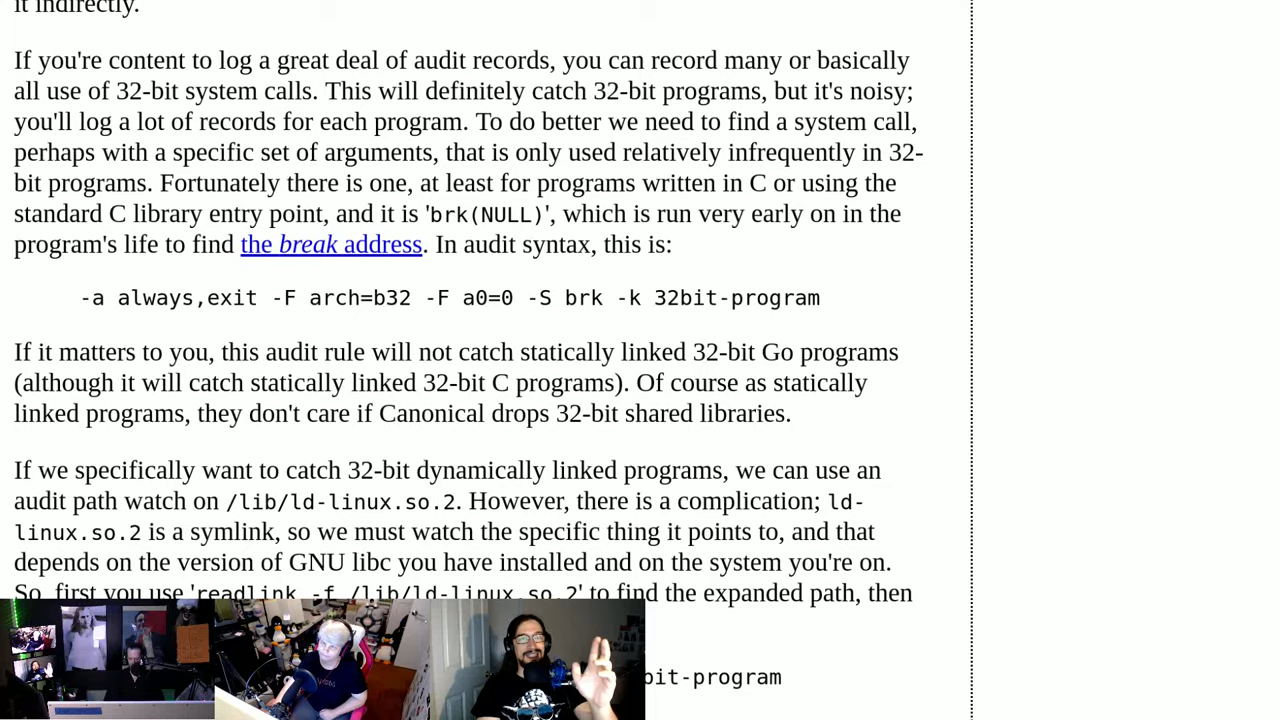 it indirectly.
If you're content to log a great deal of audit records, you can record many or basically
all use of 32-bit system calls. This will definitely catch 32-bit programs, but it's noisy;
you'll log a lot of records for each program. To do better we need to find a system call,
perhaps with a specific set of arguments, that is only used relatively infrequently in 32-
bit programs. Fortunately there is one, at least for programs written in C or using the
standard C library entry point, and it is 'brk(NULL)', which is run very early on in the
program's life to find the break address. In audit syntax, this is:
-a always,exit -F arch=b32 -F a0=0 -S brk -k 32bit-program
If it matters to you, this audit rule will not catch statically linked 32-bit Go programs
(although it will catch statically linked 32-bit C programs). Of course as statically
linked programs, they don't care if Canonical drops 32-bit shared libraries.
If we specifically want to catch 32-bit dynamically linked programs, we can use an
audit path watch on /lib/ld-linux.so.2. However, there is a complication; ld-
linux.so.2 is a symlink, so we must watch the specific thing it points to, and that
depends on the version of GNU libc you have installed and on the system you're on.
So, first you use 'readlink -f /lib/ld-linux.so.2' to find the expanded path, then
bit-program